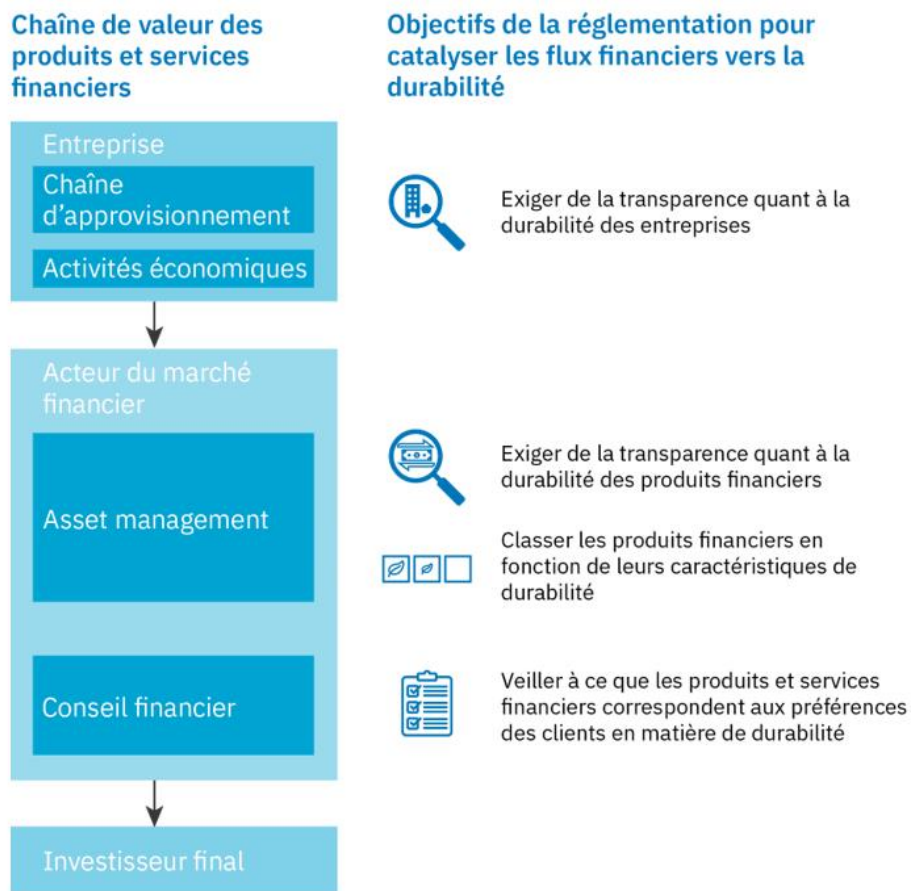 Chaîne de valeur des
produits et services
financiers
Objectifs de la réglementation pour
catalyser les flux financiers vers la
durabilité
Entreprise
Chaîne
d'approvisionnement
Activités économiques
Exiger de la transparence quant à la
durabilité des entreprises
Acteur du marché
financier
Asset management
Exiger de la transparence quant à la
durabilité des produits financiers
Classer les produits financiers en
fonction de leurs caractéristiques de
durabilité
Conseil financier
Veiller à ce que les produits et services
financiers correspondent aux préférences
des clients en matière de durabilité
Investisseur final